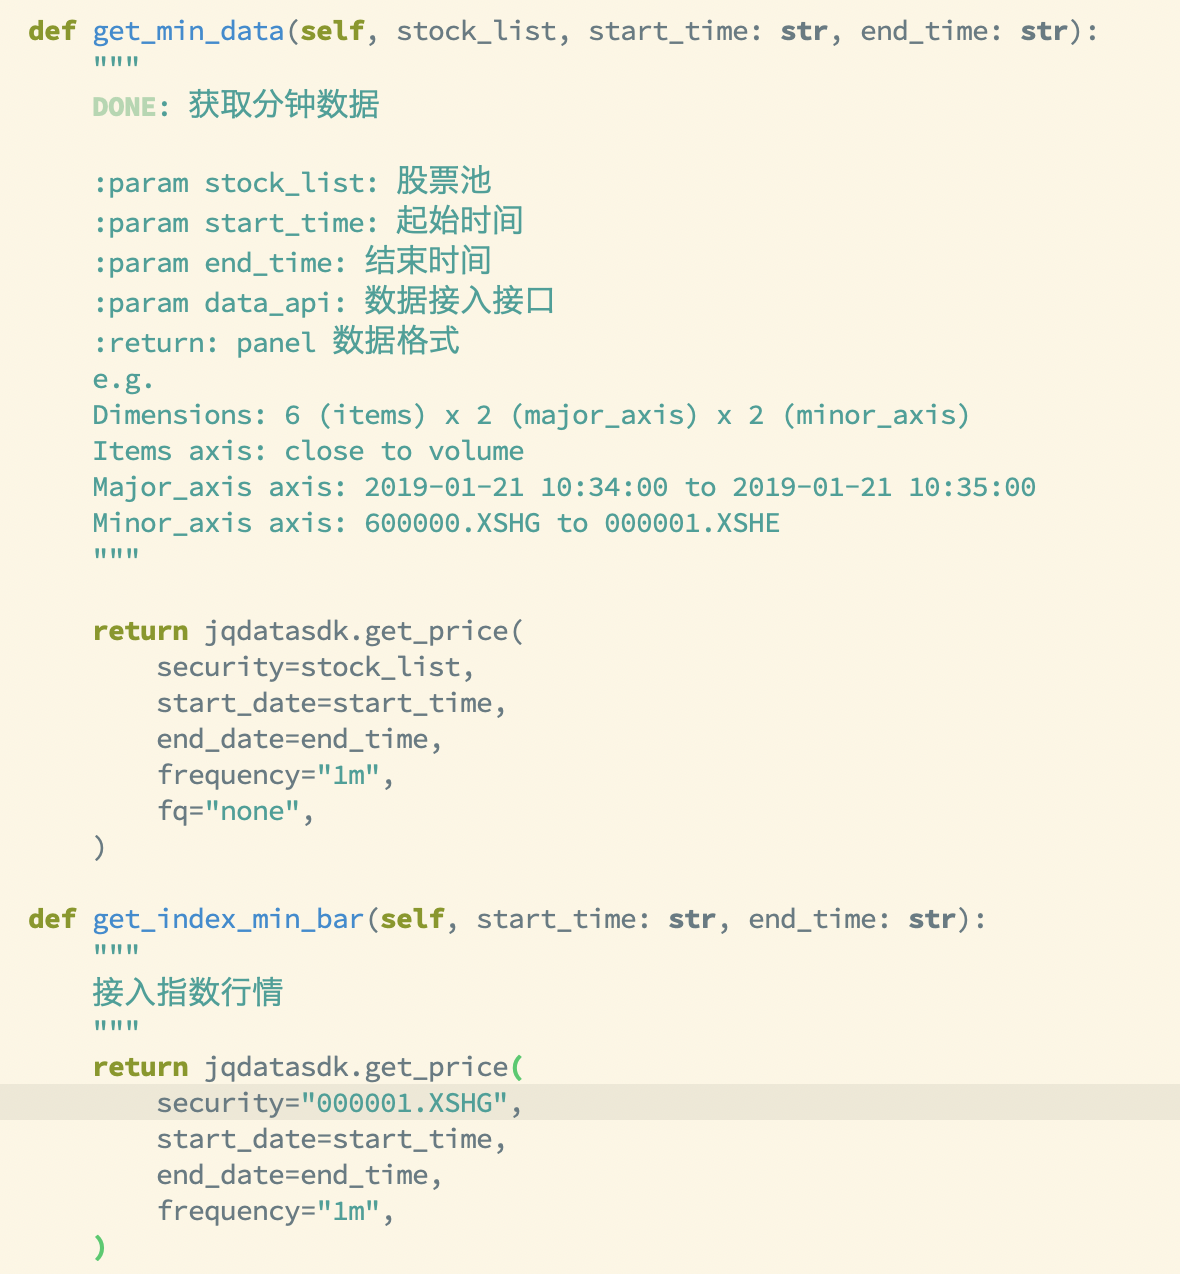 def get_min_data(self, stock_list, start_time: str, end_time: str):
    """
    DONE: 获取分钟数据

    :param stock_list: 股票池
    :param start_time: 起始时间
    :param end_time: 结束时间
    :param data_api: 数据接入接口
    :return: panel 数据格式
    e.g.
    Dimensions: 6 (items) x 2 (major_axis) x 2 (minor_axis)
    Items axis: close to volume
    Major_axis axis: 2019-01-21 10:34:00 to 2019-01-21 10:35:00
    Minor_axis axis: 600000.XSHG to 000001.XSHE
    """

    return jqdatasdk.get_price(
        security=stock_list,
        start_date=start_time,
        end_date=end_time,
        frequency="1m",
        fq="none",
    )

def get_index_min_bar(self, start_time: str, end_time: str):
    """
    接入指数行情
    """
    return jqdatasdk.get_price(
        security="000001.XSHG",
        start_date=start_time,
        end_date=end_time,
        frequency="1m",
    )